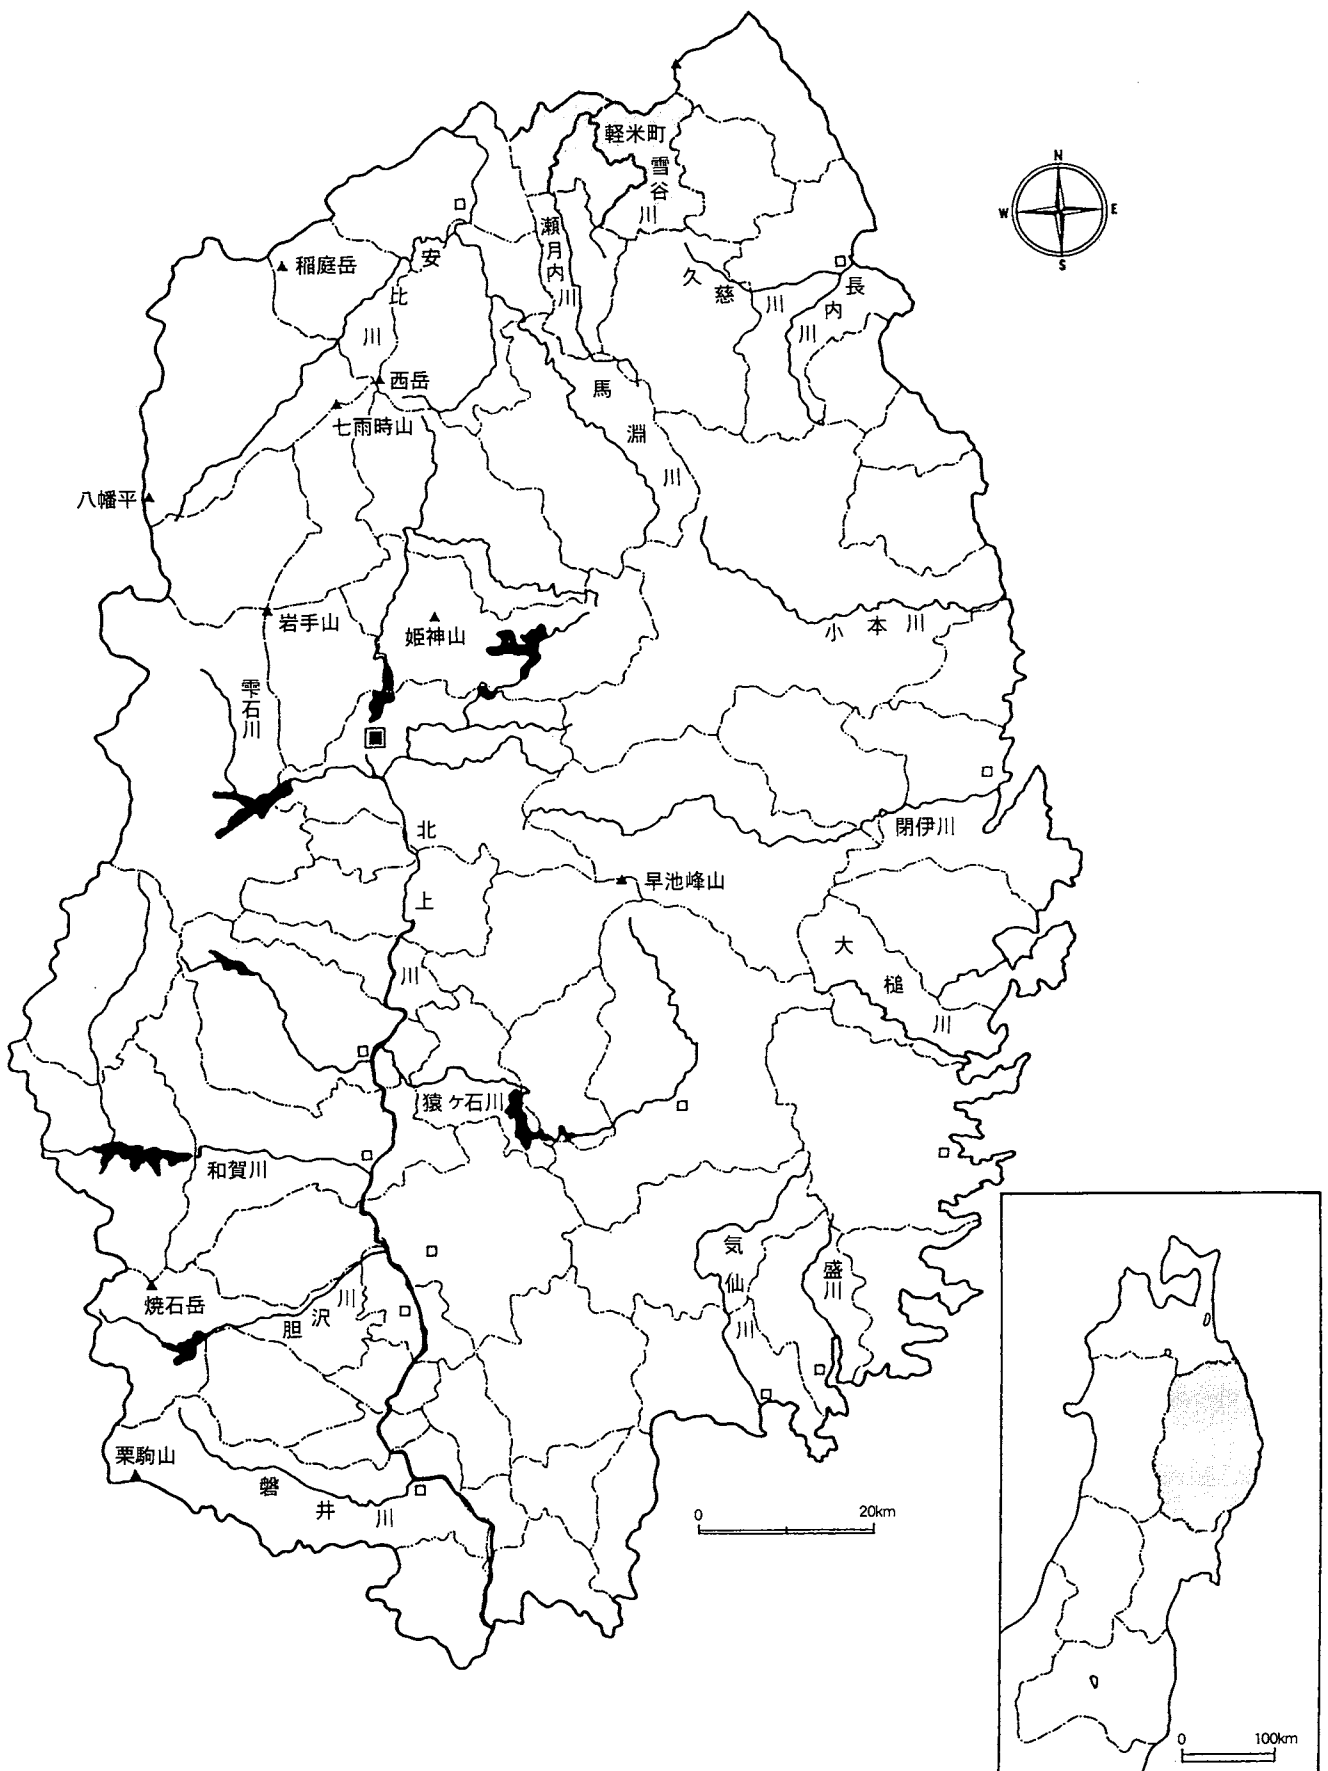 軽米町
雪谷川
N
W
E
S
瀬月内川
安比川
稲庭岳
久慈川
長内川
西岳
馬淵川
七雨時山
八幡平
岩手山
姫神山
小本川
雫石川
北上川
閉伊川
早池峰山
大槌川
猿ヶ石川
和賀川
気仙川
盛川
焼石岳
胆沢川
栗駒山
磐井川
0 20km
0 100km